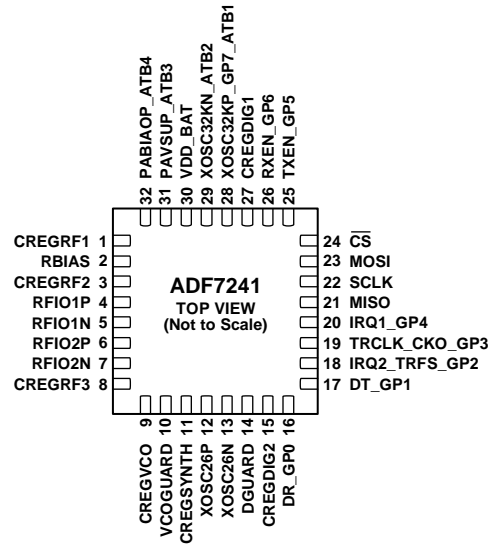 32 PABIAOP_ATB4
31 PAVSUP_ATB3
30 VDD_BAT
29 XOSC32KN_ATB2
28 XOSC32KP_GP7_ATB1
27 CREGDIG1
26 RXEN_GP6
25 TXEN_GP5
CREGRF1 1
RBIAS 2
CREGRF2 3
RFIO1P 4
RFIO1N 5
RFIO2P 6
RFIO2N 7
CREGRF3 8
ADF7241
TOP VIEW
(Not to Scale)
24 CS
23 MOSI
22 SCLK
21 MISO
20 IRQ1_GP4
19 TRCLK_CKO_GP3
18 IRQ2_TRFS_GP2
17 DT_GP1
CREGVCO 9
VCOGUARD 10
CREGSYNTH 11
XOSC26P 12
XOSC26N 13
DGUARD 14
CREGDIG2 15
DR_GP0 16